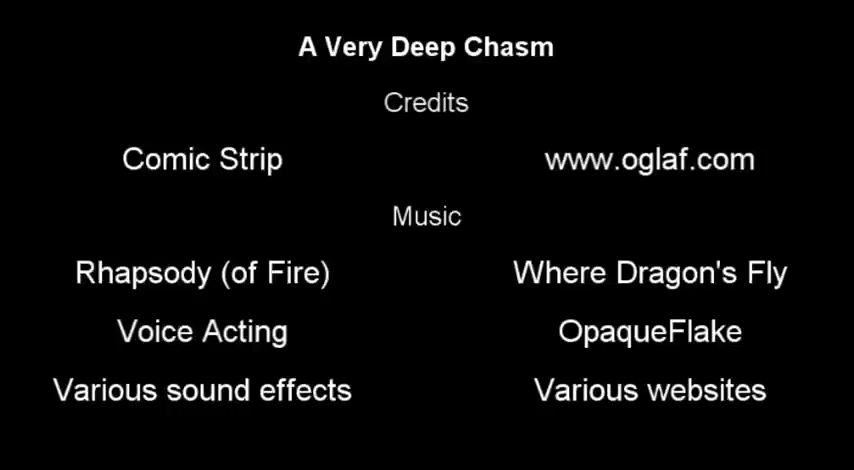 A Very Deep Chasm
Credits
Comic Strip www.oglaf.com
Music
Rhapsody (of Fire) Where Dragon's Fly
Voice Acting OpaqueFlake
Various sound effects Various websites